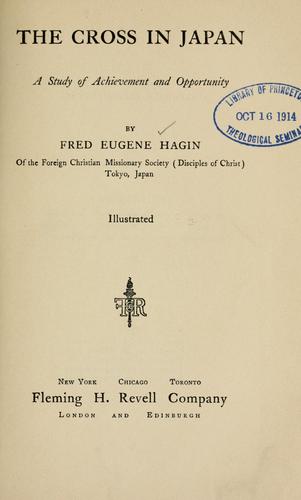 THE CROSS IN JAPAN
A Study of Achievement and Opportunity
LIBRARY OF PRINCETO
OCT 16 1914
THEOLOGICAL SEMINA
BY
FRED EUGENE HAGIN
Of the Foreign Christian Missionary Society (Disciples of Christ)
Tokyo, Japan
Illustrated
F R
NEW YORK CHICAGO TORONTO
Fleming H. Revell Company
LONDON AND EDINBURGH